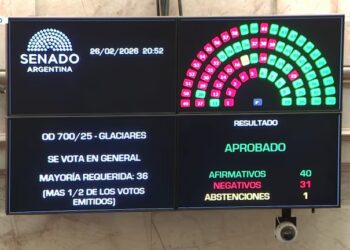 SENADO
ARGENTINA
26/02/2026 20:52
OD 700/25 - GLACIARES
SE VOTA EN GENERAL
MAYORÍA REQUERIDA: 36
(MAS 1/2 DE LOS VOTOS
EMITIDOS)
RESULTADO
APROBADO
AFIRMATIVOS 40
NEGATIVOS 31
ABSTENCIONES 1